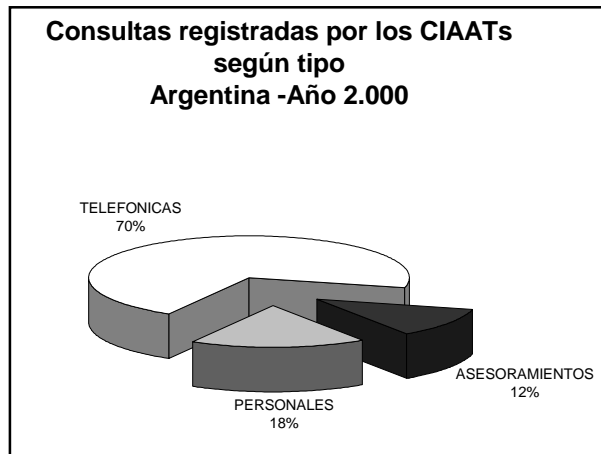 Consultas registradas por los CIAATs
según tipo
Argentina -Año 2.000
TELEFONICAS
70%
ASESORAMIENTOS
12%
PERSONALES
18%